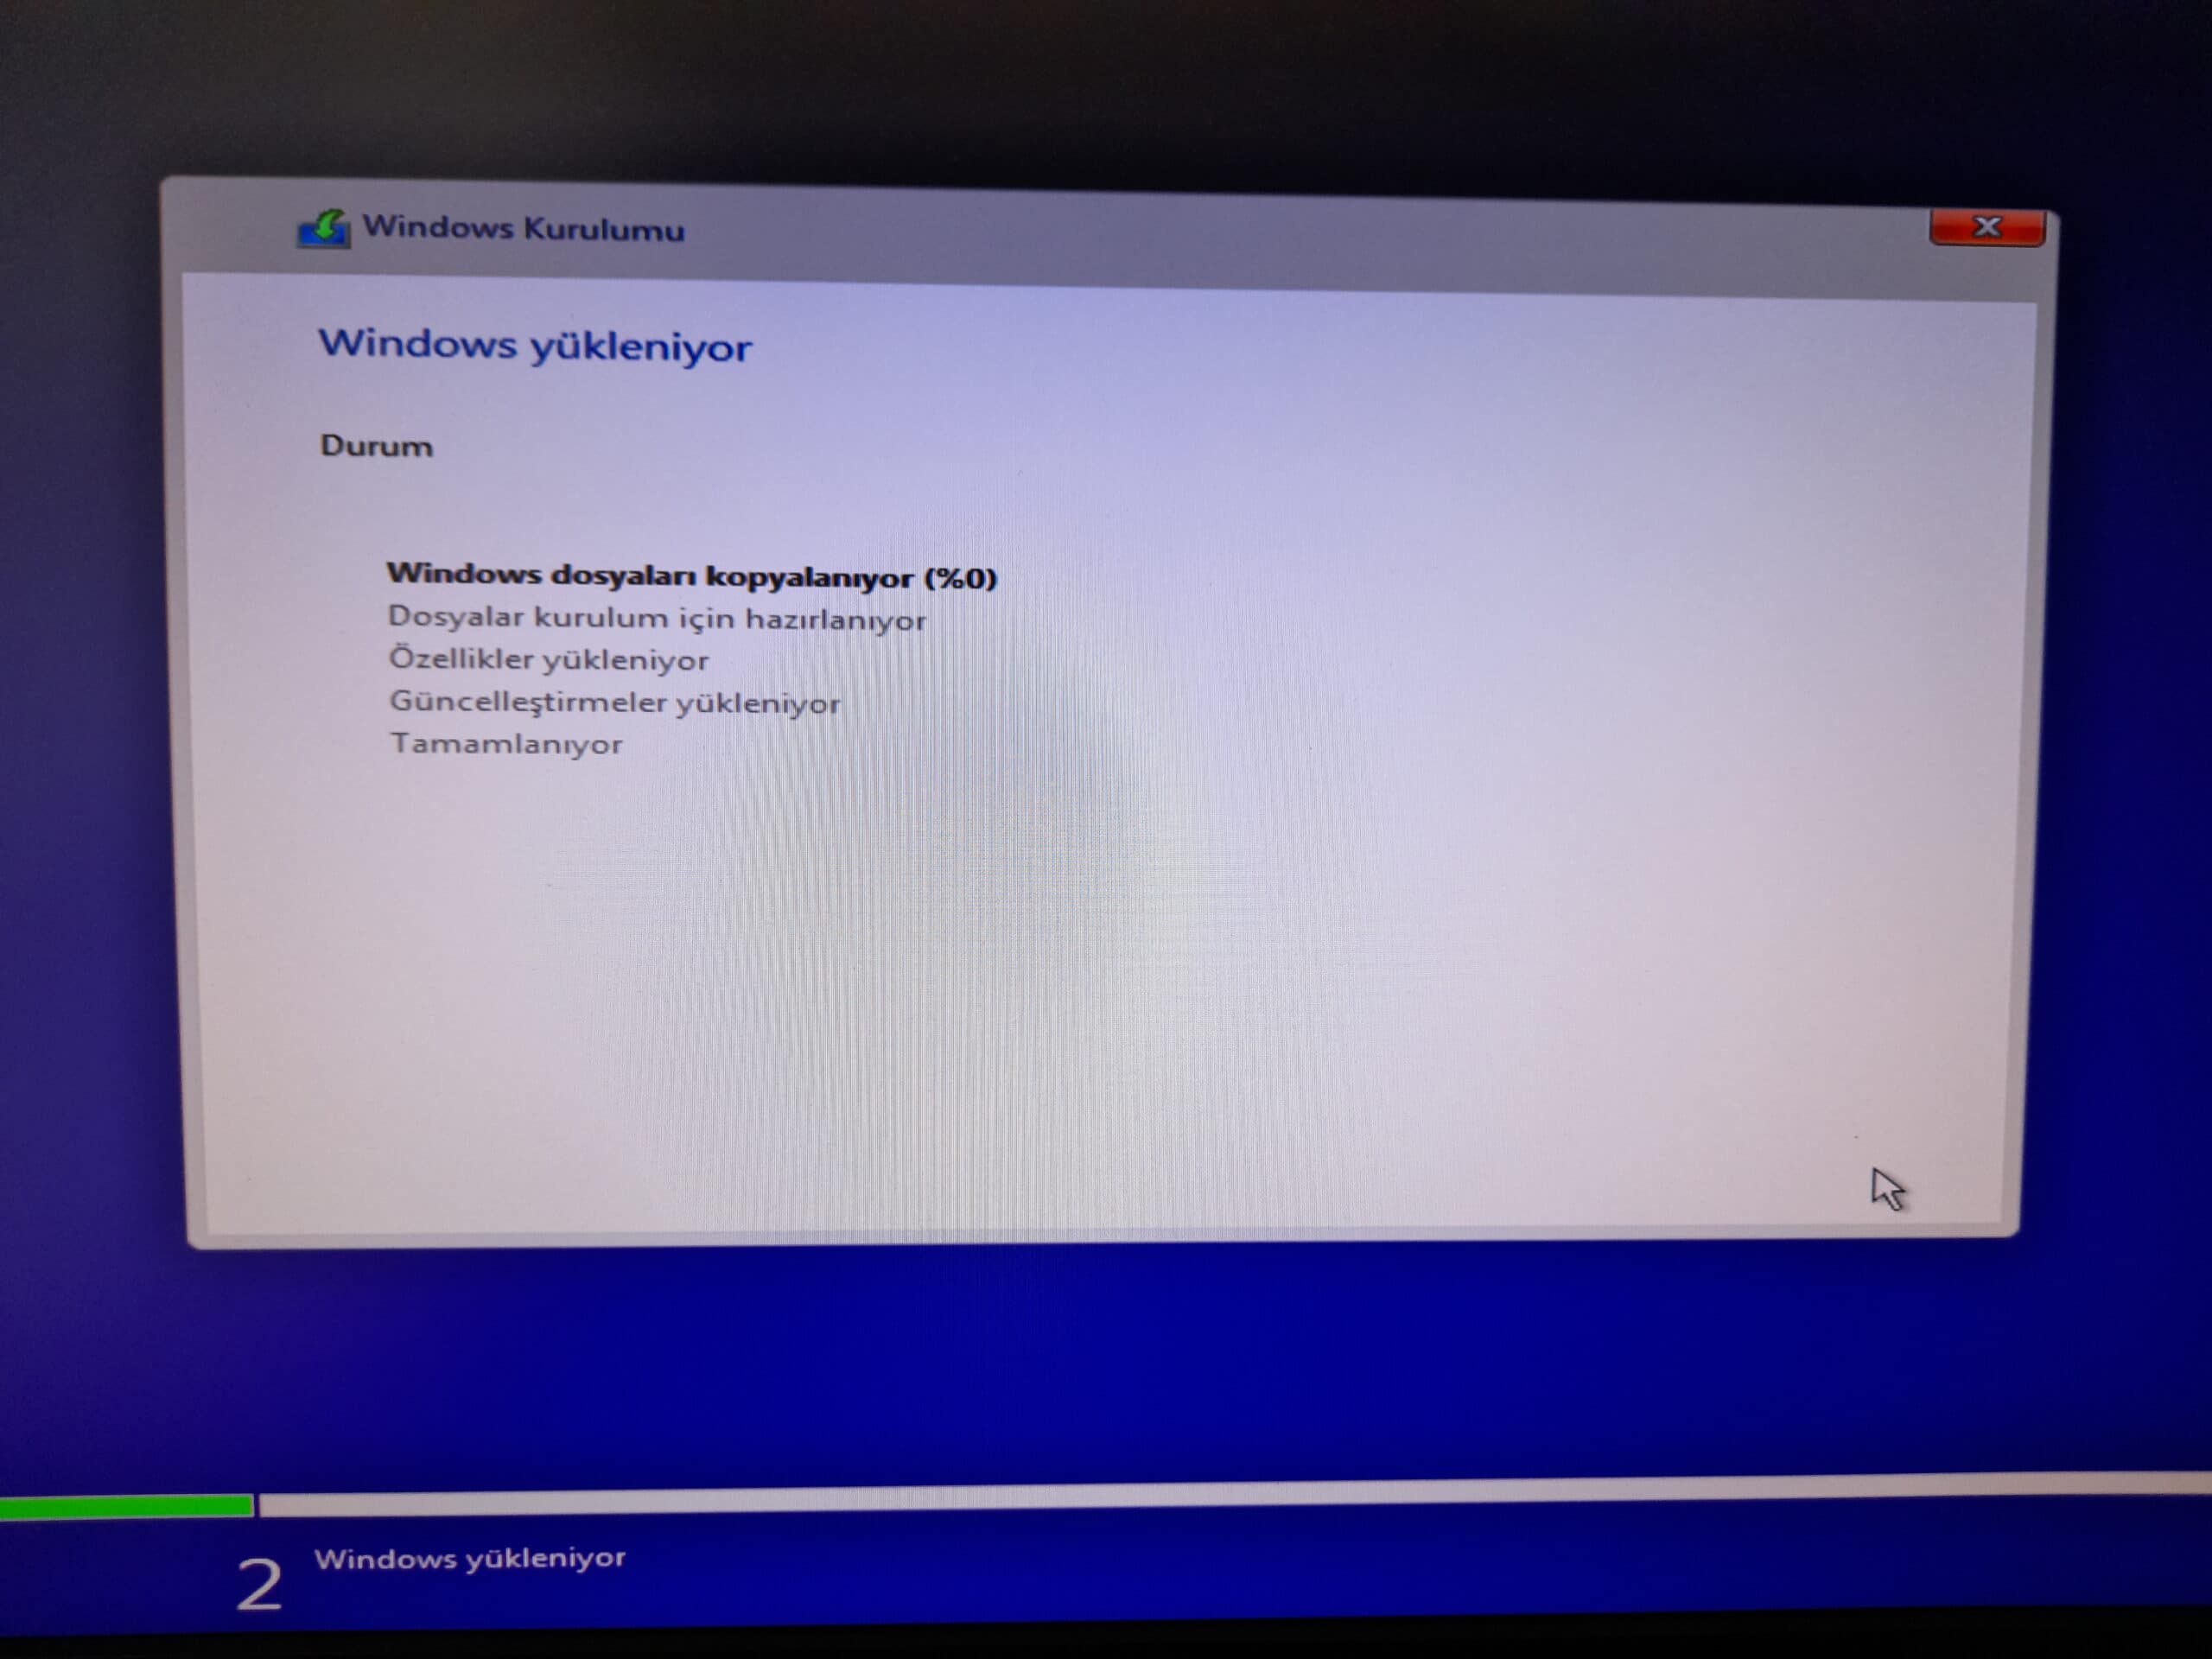 Windows Kurulumu
Windows yükleniyor
Durum
Windows dosyaları kopyalanıyor (%0)
Dosyalar kurulum için hazırlanıyor
Özellikler yükleniyor
Güncelleştirmeler yükleniyor
Tamamlanıyor
2 Windows yükleniyor